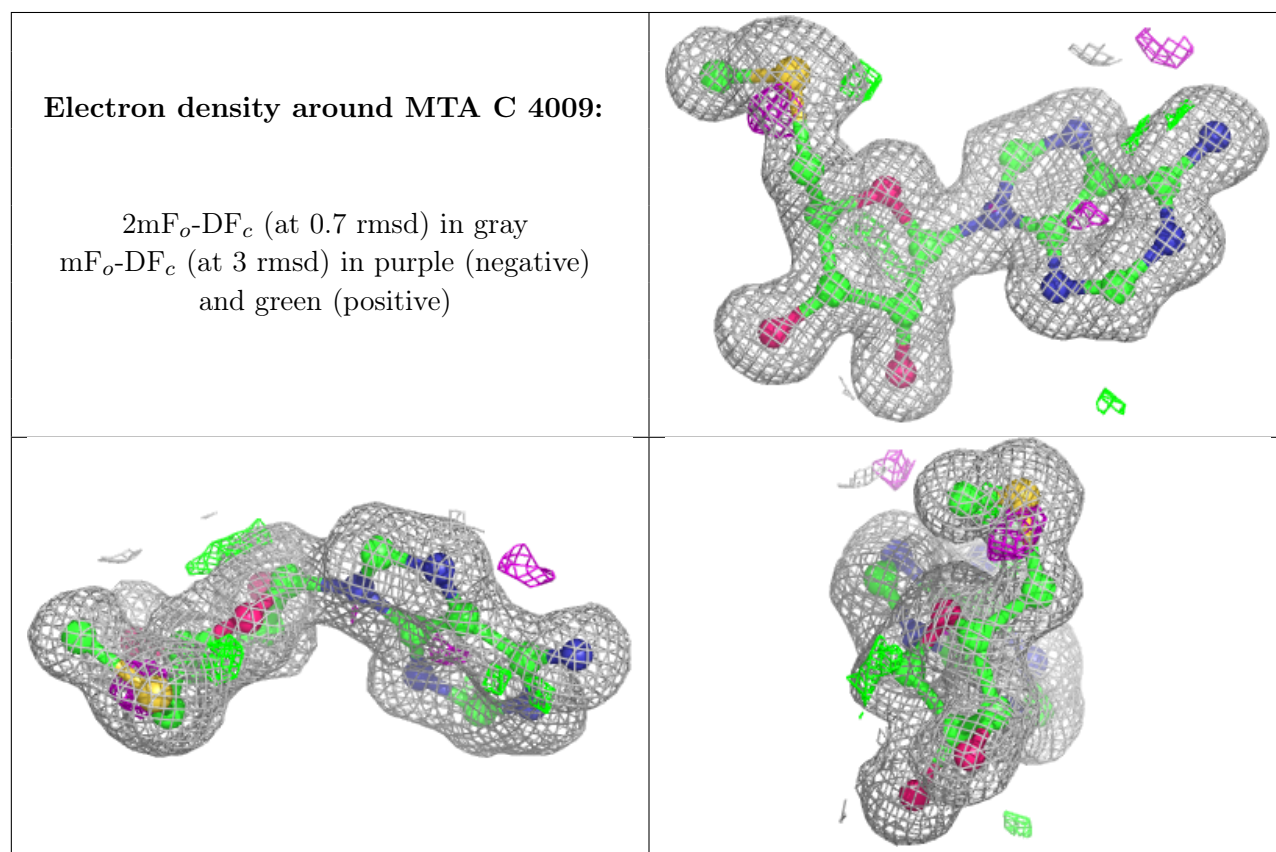 Electron density around MTA C 4009:
2mFo-DFc (at 0.7 rmsd) in gray
mFo-DFc (at 3 rmsd) in purple (negative)
and green (positive)